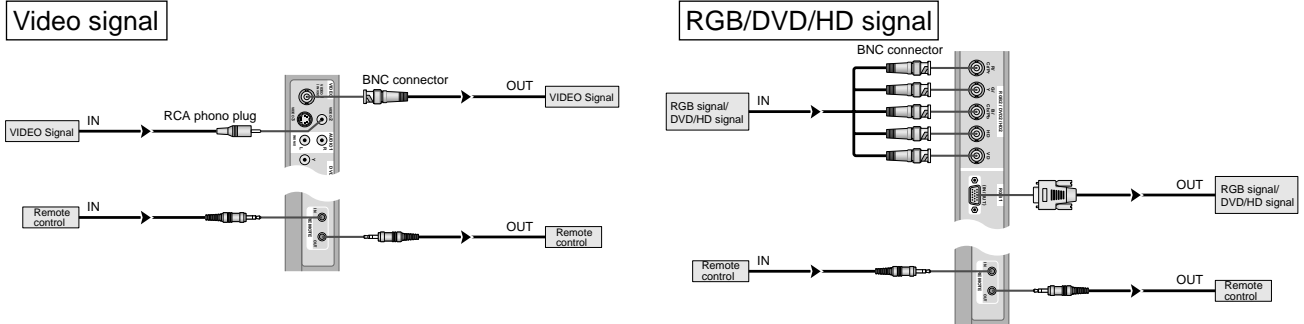 Video signal
BNC connector
OUT
VIDEO Signal
IN
RCA phono plug
VIDEO Signal
IN
Remote control
OUT
Remote control
RGB/DVD/HD signal
BNC connector
IN
RGB signal/
DVD/HD signal
HD
VD
OUT
RGB signal/
DVD/HD signal
IN
Remote
control
OUT
Remote
control